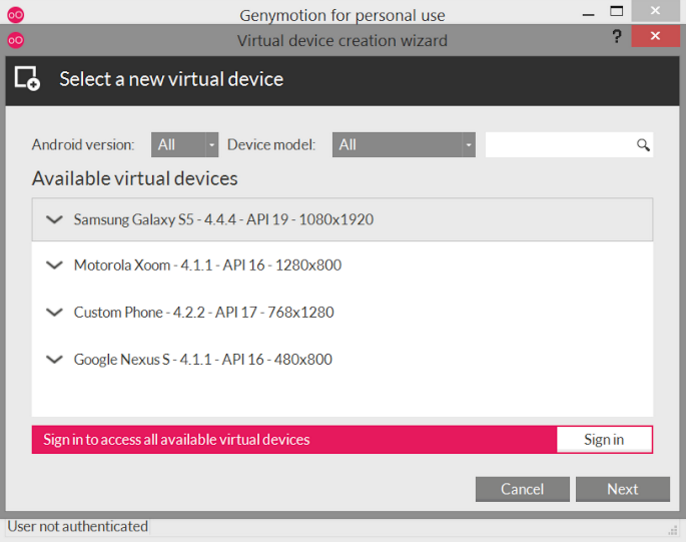 Genymotion for personal use
Virtual device creation wizard
?
Select a new virtual device
Android version: All Device model: All
Available virtual devices
Samsung Galaxy S5 - 4.4.4 - API 19 - 1080x1920
Motorola Xoom - 4.1.1 - API 16 - 1280x800
Custom Phone - 4.2.2 - API 17 - 768x1280
Google Nexus S - 4.1.1 - API 16 - 480x800
Sign in to access all available virtual devices Sign in
Cancel Next
User not authenticated